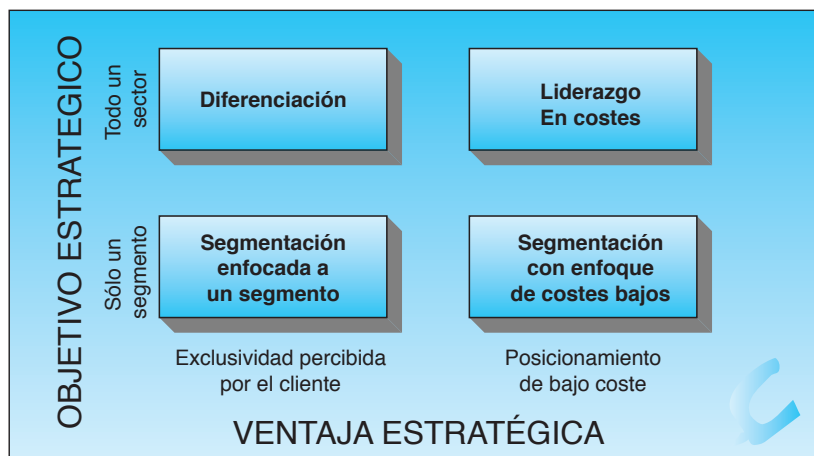 OBJETIVO ESTRATEGICO
Todo un
sector
Diferenciación
Liderazgo
En costes
Sólo un
segmento
Segmentación
enfocada a
un segmento
Segmentación
con enfoque
de costes bajos
Exclusividad percibida
por el cliente
Posicionamiento
de bajo coste
VENTAJA ESTRATÉGICA